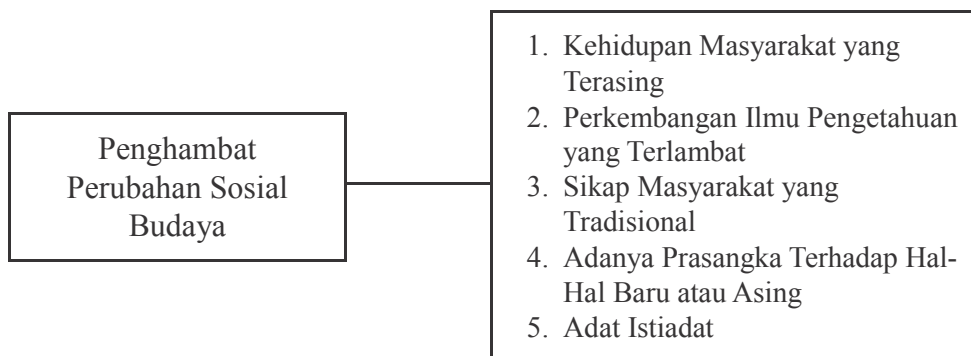 Penghambat
Perubahan Sosial
Budaya
1. Kehidupan Masyarakat yang
Terasing
2. Perkembangan Ilmu Pengetahuan
yang Terlambat
3. Sikap Masyarakat yang
Tradisional
4. Adanya Prasangka Terhadap Hal-
Hal Baru atau Asing
5. Adat Istiadat